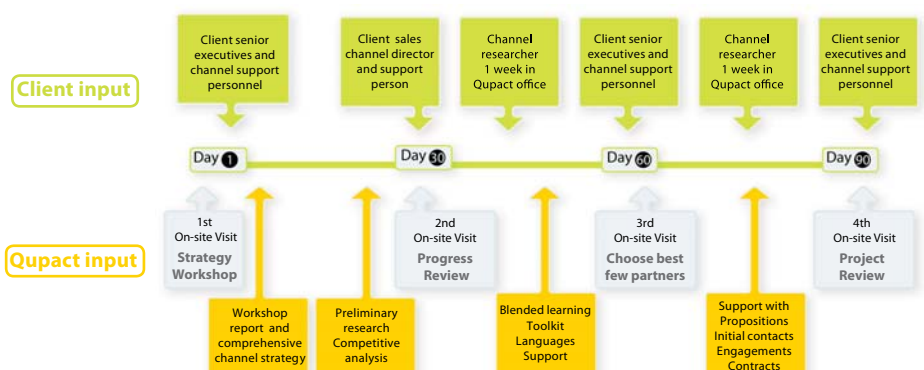 Client input
Client senior
executives and
channel support
personnel
Client sales
channel director
and support
person
Channel
researcher
1 week in
Qupact office
Client senior
executives and
channel support
personnel
Channel
researcher
1 week in
Qupact office
Client senior
executives and
channel support
personnel
Day 1
Day 30
Day 60
Day 90
Qupact input
1st
On-site Visit
Strategy
Workshop
2nd
On-site Visit
Progress
Review
3rd
On-site Visit
Choose best
few partners
4th
On-site Visit
Project
Review
Workshop
report and
comprehensive
channel strategy
Preliminary
research
Competitive
analysis
Blended learning
Toolkit
Languages
Support
Support with
Propositions
Initial contacts
Engagements
Contracts